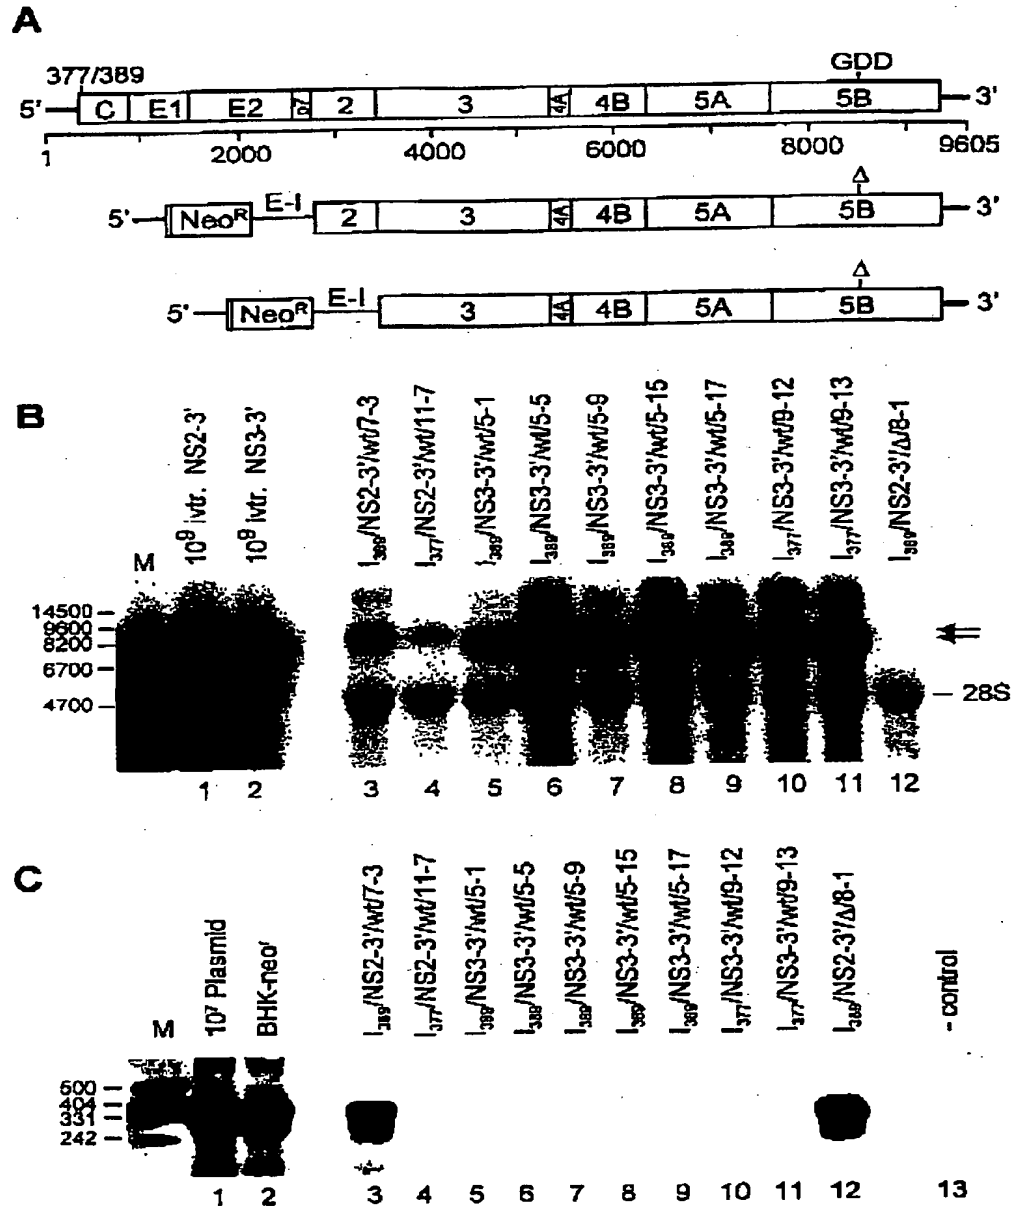 A
377/389
GDD
5' C E1 E2 p7 2 3 4A 4B 5A 5B 3'
1 2000 4000 6000 8000 9605
Δ
5' Neo^R E-I 2 3 4A 4B 5A 5B 3'
Δ
5' Neo^R E-I 3 4A 4B 5A 5B 3'
B
M
10⁹ ivtr. NS2-3'
10⁹ ivtr. NS3-3'
I₃₈₉/NS2-3'/wt/7-3
I₃₇₇/NS2-3'/wt/11-7
I₃₈₉/NS3-3'/wt/5-1
I₃₈₉/NS3-3'/wt/5-5
I₃₈₉/NS3-3'/wt/5-9
I₃₈₉/NS3-3'/wt/5-15
I₃₈₉/NS3-3'/wt/5-17
I₃₇₇/NS3-3'/wt/9-12
I₃₇₇/NS3-3'/wt/9-13
I₃₈₉/NS2-3'/Δ/8-1
14500
9600
8200
6700
4700
28S
1 2 3 4 5 6 7 8 9 10 11 12
C
M
10⁷ Plasmid
BHK-neoʳ
I₃₈₉/NS2-3'/wt/7-3
I₃₇₇/NS2-3'/wt/11-7
I₃₈₉/NS3-3'/wt/5-1
I₃₈₉/NS3-3'/wt/5-5
I₃₈₉/NS3-3'/wt/5-9
I₃₈₉/NS3-3'/wt/5-15
I₃₈₉/NS3-3'/wt/5-17
I₃₇₇/NS3-3'/wt/9-12
I₃₇₇/NS3-3'/wt/9-13
I₃₈₉/NS2-3'/Δ/8-1
- control
500
404
331
242
1 2 3 4 5 6 7 8 9 10 11 12 13